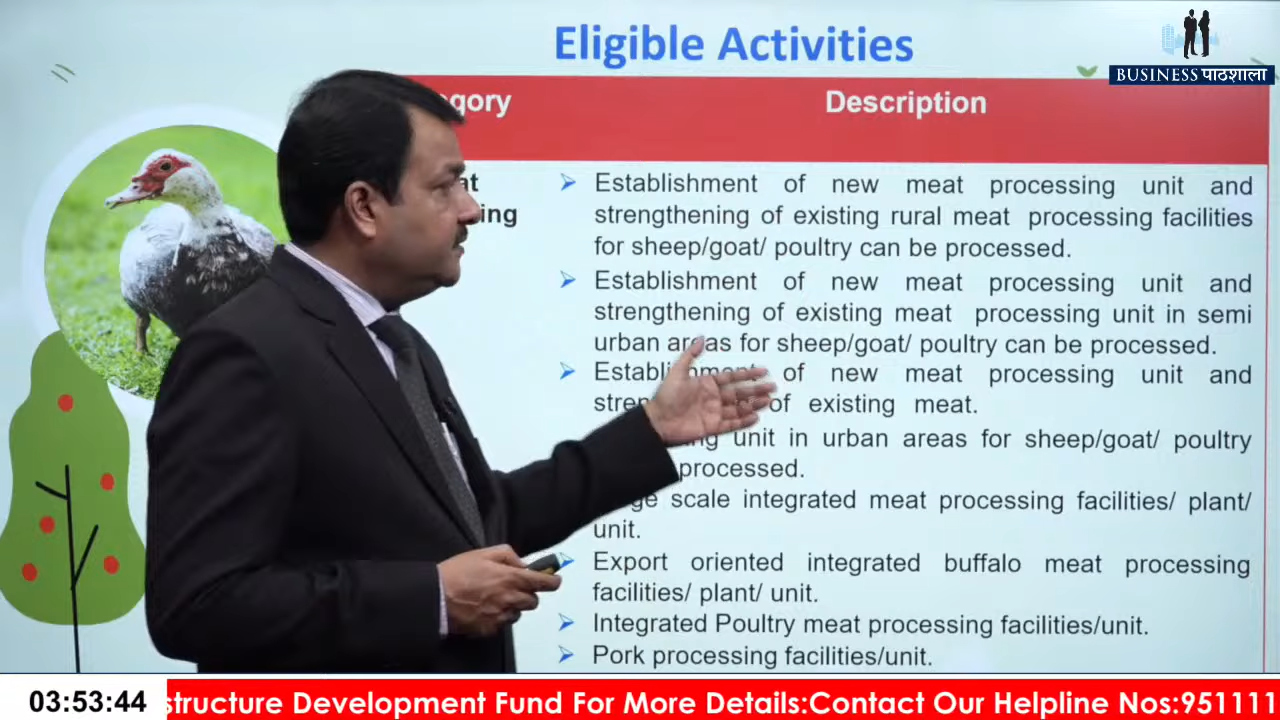 Eligible Activities
BUSINESS पाठशाला
Description
Establishment of new meat processing unit and
strengthening of existing rural meat processing facilities
for sheep/goat/ poultry can be processed.
Establishment of new meat processing unit and
strengthening of existing meat processing unit in semi
urban areas for sheep/goat/ poultry can be processed.
of new meat processing unit and
of existing meat.
unit in urban areas for sheep/goat/ poultry
processed.
scale integrated meat processing facilities/ plant/
unit.
Export oriented integrated buffalo meat processing
facilities/ plant/ unit.
Integrated Poultry meat processing facilities/unit.
Pork processing facilities/unit.
03:53:44
structure Development Fund For More Details:Contact Our Helpline Nos:951111